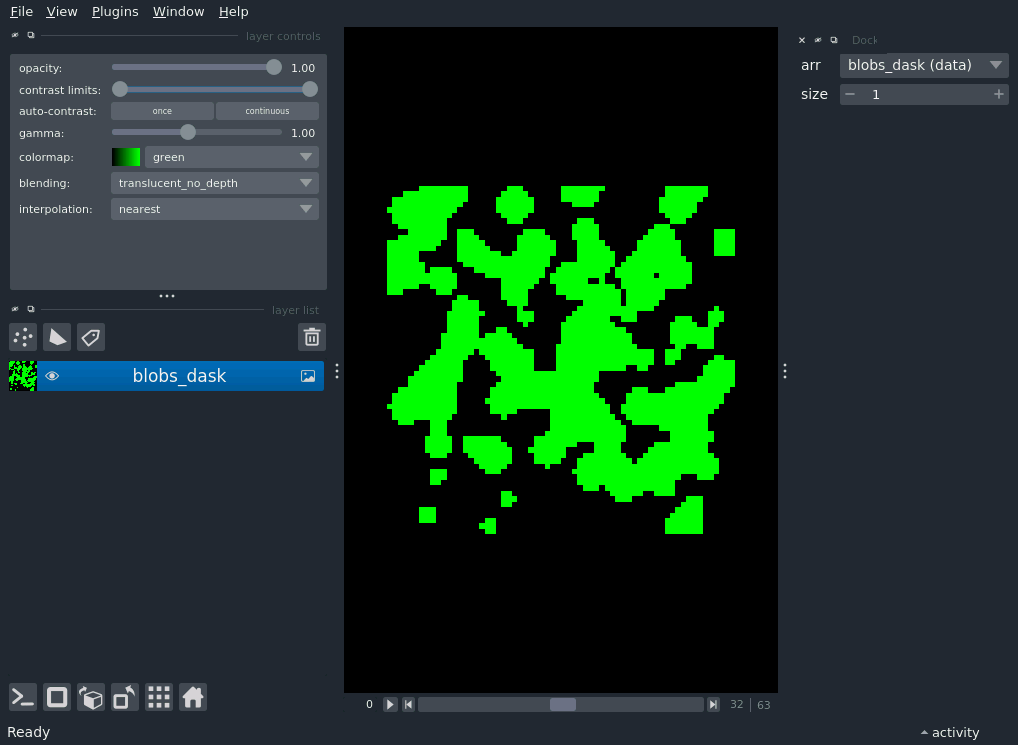 File View Plugins Window Help
layer controls
opacity: 1.00
contrast limits:
auto-contrast: once continuous
gamma: 1.00
colormap: green
blending: translucent_no_depth
interpolation: nearest
layer list
blobs_dask
Dock
arr blobs_dask (data)
size 1
0 32 63
Ready
activity